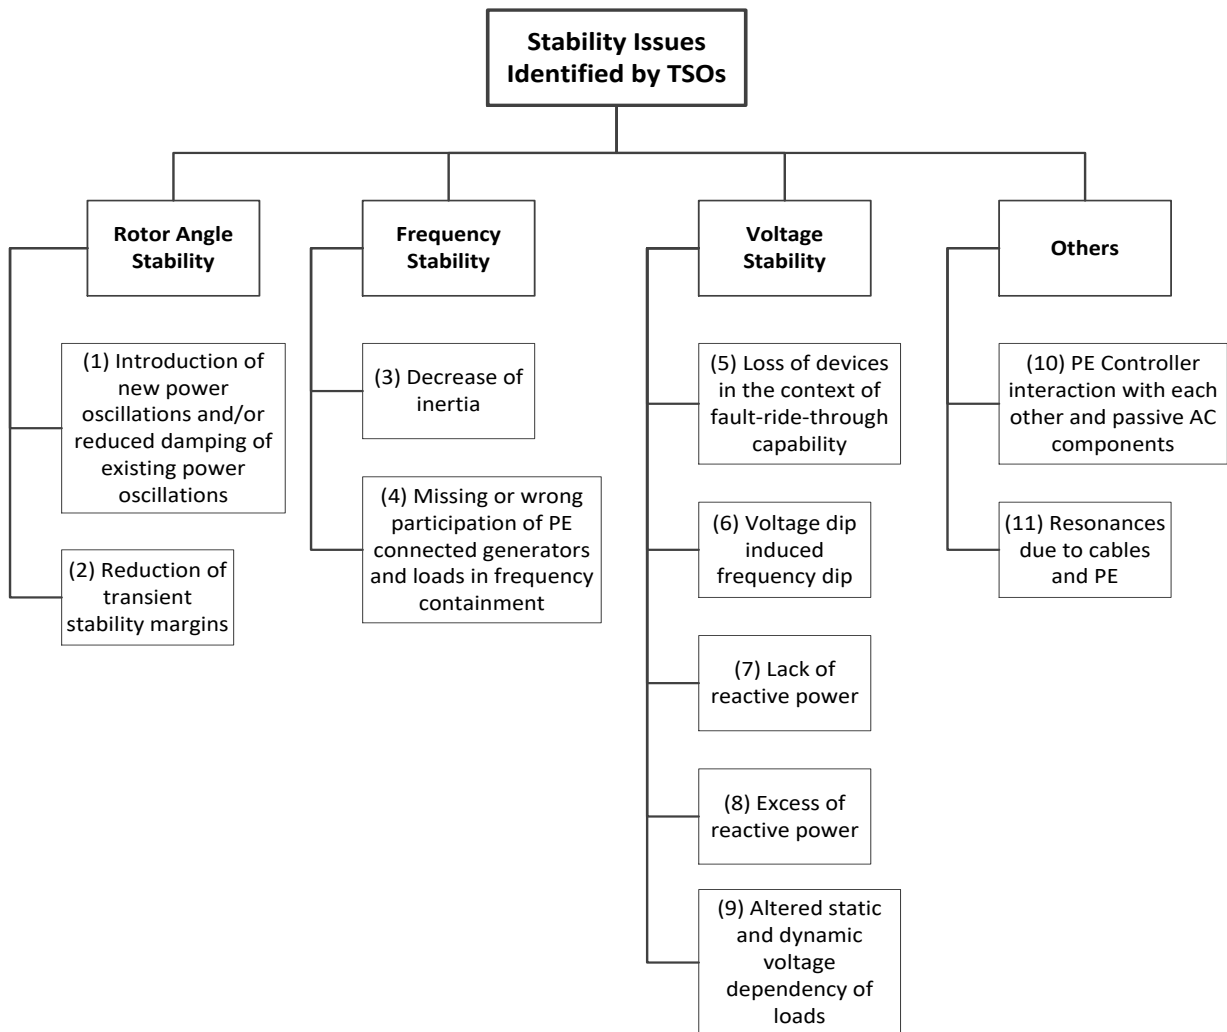 Stability Issues
Identified by TSOs
Rotor Angle
Stability
(1) Introduction of
new power
oscillations and/or
reduced damping of
existing power
oscillations
(2) Reduction of
transient
stability margins
Frequency
Stability
(3) Decrease of
inertia
(4) Missing or wrong
participation of PE
connected generators
and loads in frequency
containment
Voltage
Stability
(5) Loss of devices
in the context of
fault-ride-through
capability
(6) Voltage dip
induced
frequency dip
(7) Lack of
reactive power
(8) Excess of
reactive power
(9) Altered static
and dynamic
voltage
dependency of
loads
Others
(10) PE Controller
interaction with each
other and passive AC
components
(11) Resonances
due to cables
and PE